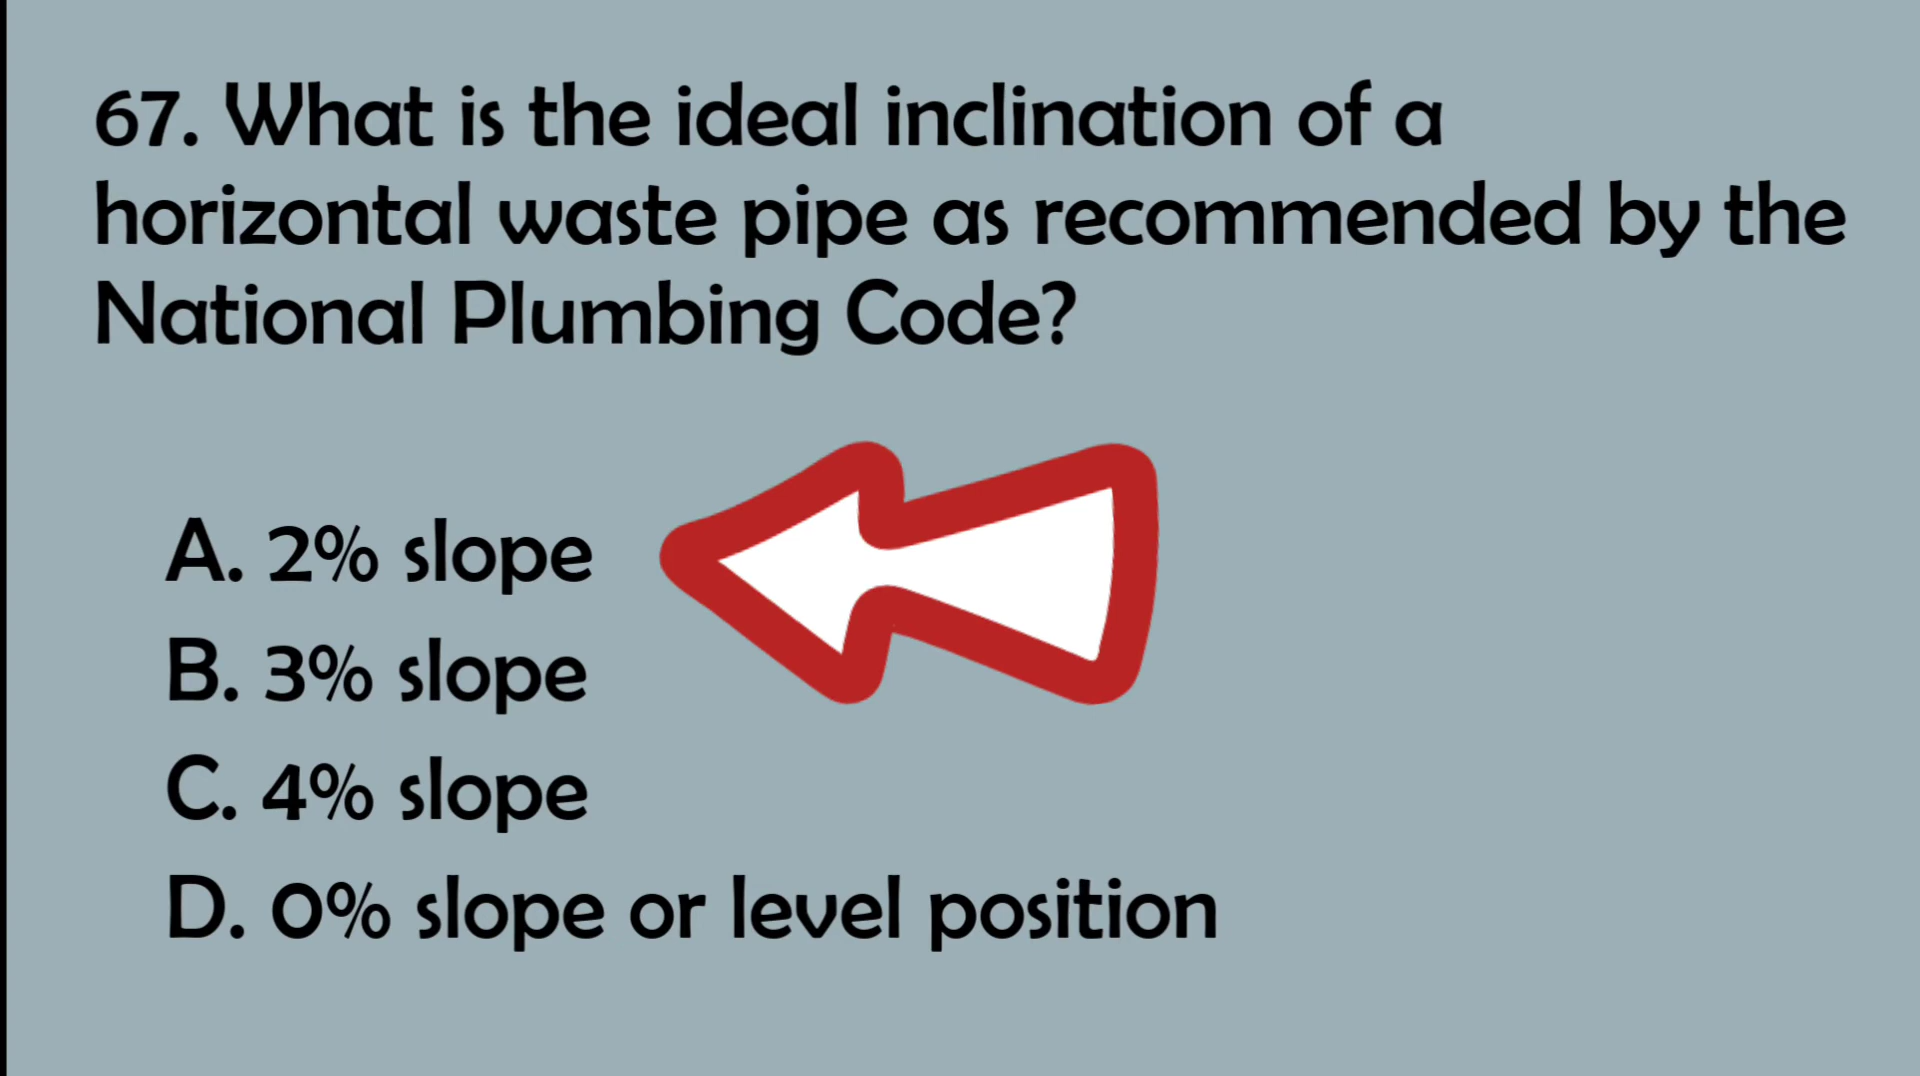 67. What is the ideal inclination of a
horizontal waste pipe as recommended by the
National Plumbing Code?
A. 2% slope
B. 3% slope
C. 4% slope
D. 0% slope or level position